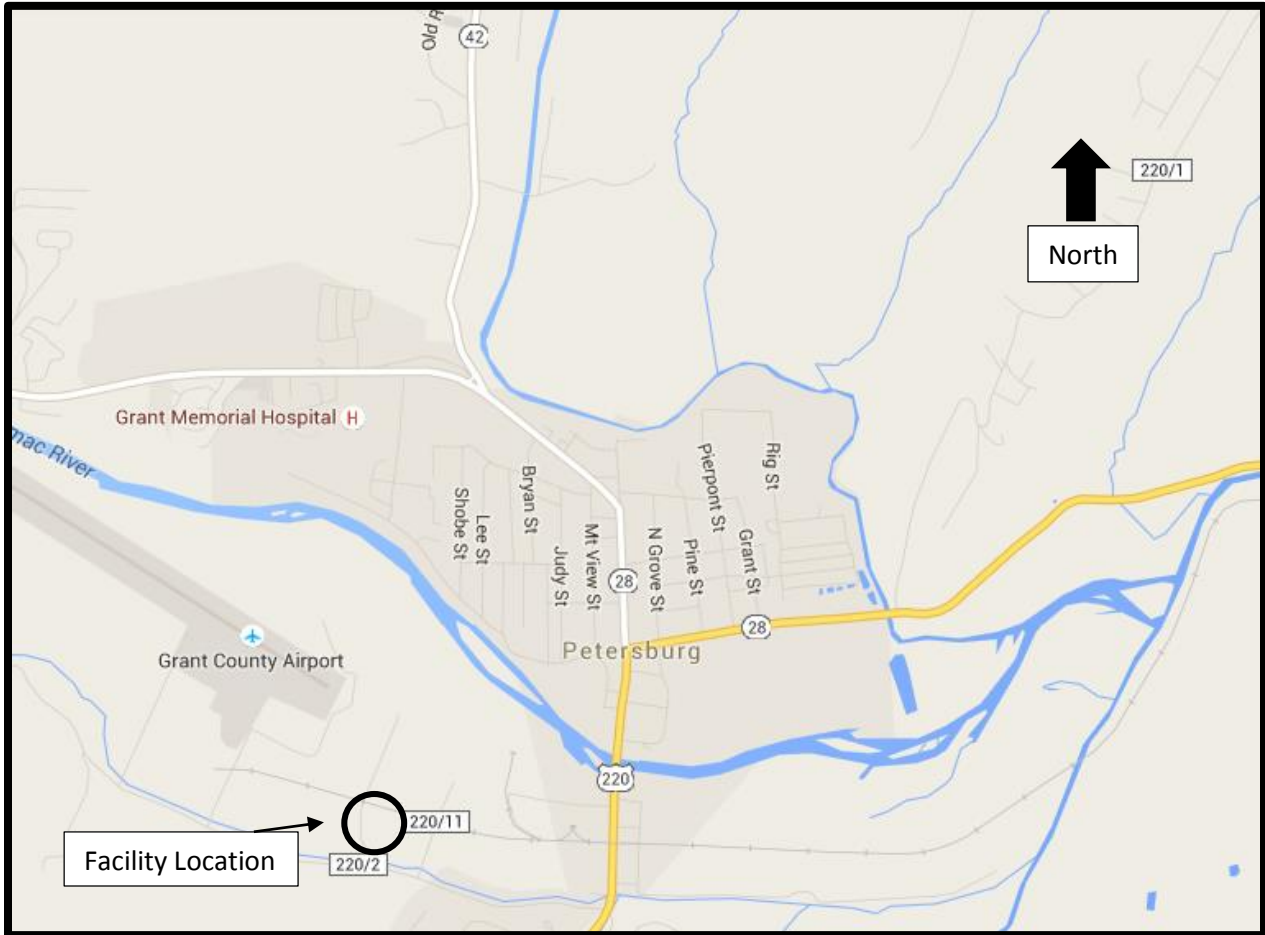 Old R
42
220/1
North
Grant Memorial Hospital H
mac River
Shobe St
Lee St
Bryan St
Judy St
Mt View St
28
N Grove St
Pine St
Pierpont St
Grant St
Rig St
28
Petersburg
Grant County Airport
220
220/11
Facility Location
220/2